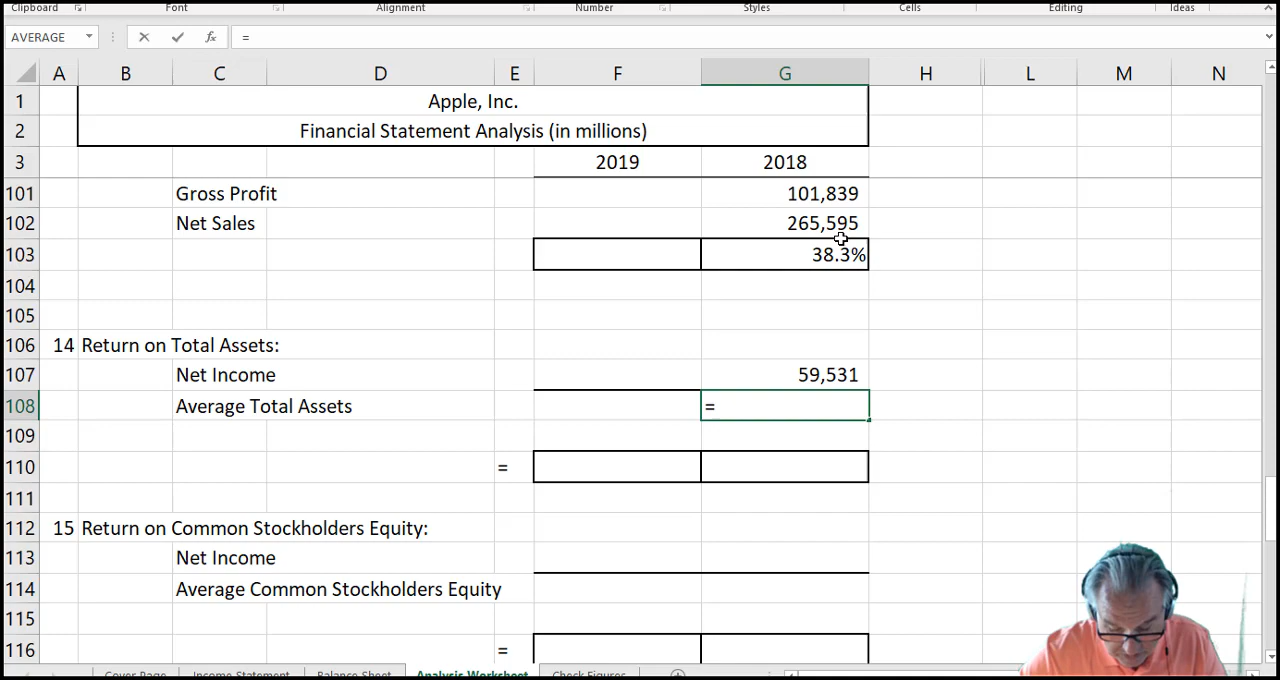 Clipboard Font Alignment Number Styles Cells Editing Ideas
AVERAGE fx =
A B C D E F G H L M N
1 Apple, Inc.
2 Financial Statement Analysis (in millions)
3 2019 2018
101 Gross Profit 101,839
102 Net Sales 265,595
103 38.3%
104
105
106 14 Return on Total Assets:
107 Net Income 59,531
108 Average Total Assets =
109
110 =
111
112 15 Return on Common Stockholders Equity:
113 Net Income
114 Average Common Stockholders Equity
115
116 =
Cover Page Income Statement Balance Sheet Analysis Worksheet Check Figures